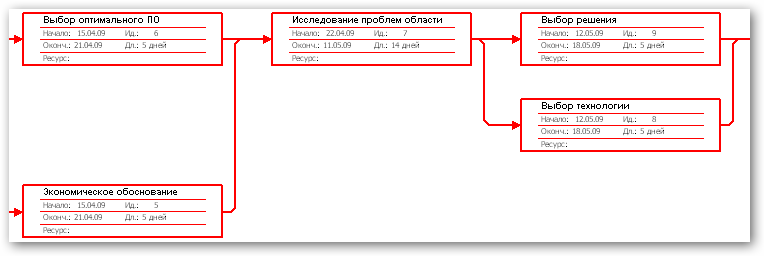 Выбор оптимального ПО
Начало: 15.04.09 Ид.: 6
Оконч.: 21.04.09 Дл.: 5 дней
Ресурс:
Исследование проблем области
Начало: 22.04.09 Ид.: 7
Оконч.: 11.05.09 Дл.: 14 дней
Ресурс:
Выбор решения
Начало: 12.05.09 Ид.: 9
Оконч.: 18.05.09 Дл.: 5 дней
Ресурс:
Выбор технологии
Начало: 12.05.09 Ид.: 8
Оконч.: 18.05.09 Дл.: 5 дней
Ресурс:
Экономическое обоснование
Начало: 15.04.09 Ид.: 5
Оконч.: 21.04.09 Дл.: 5 дней
Ресурс: